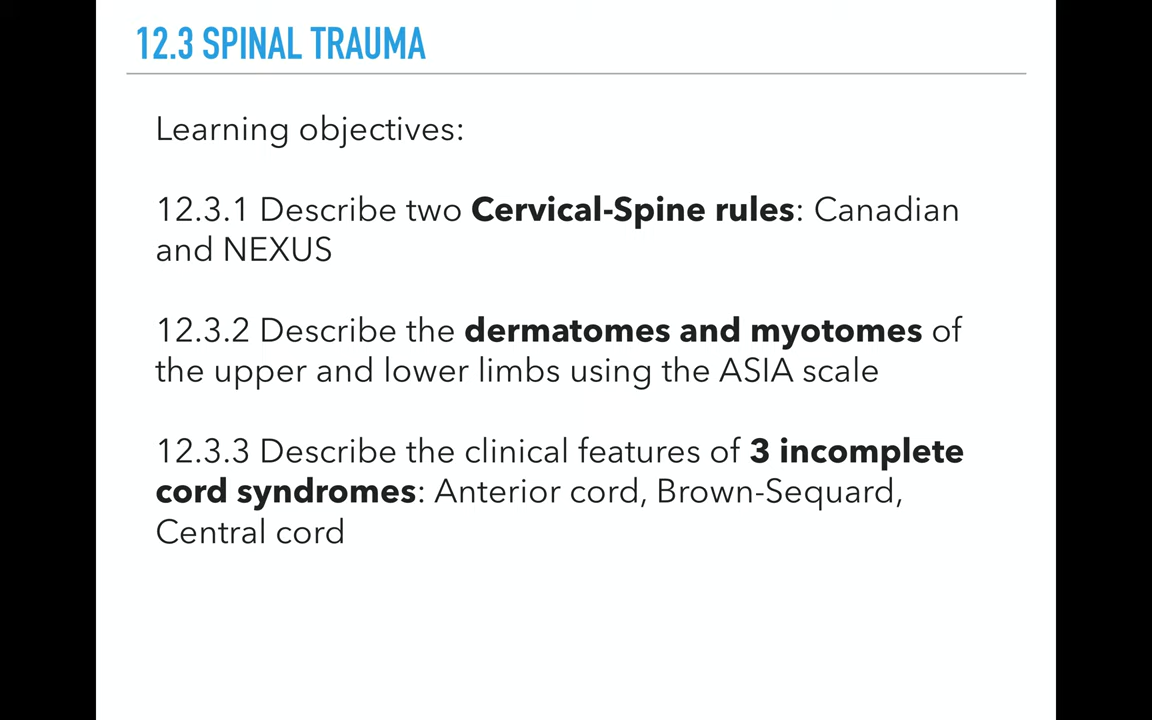 12.3 SPINAL TRAUMA
Learning objectives:
12.3.1 Describe two Cervical-Spine rules: Canadian
and NEXUS
12.3.2 Describe the dermatomes and myotomes of
the upper and lower limbs using the ASIA scale
12.3.3 Describe the clinical features of 3 incomplete
cord syndromes: Anterior cord, Brown-Sequard,
Central cord